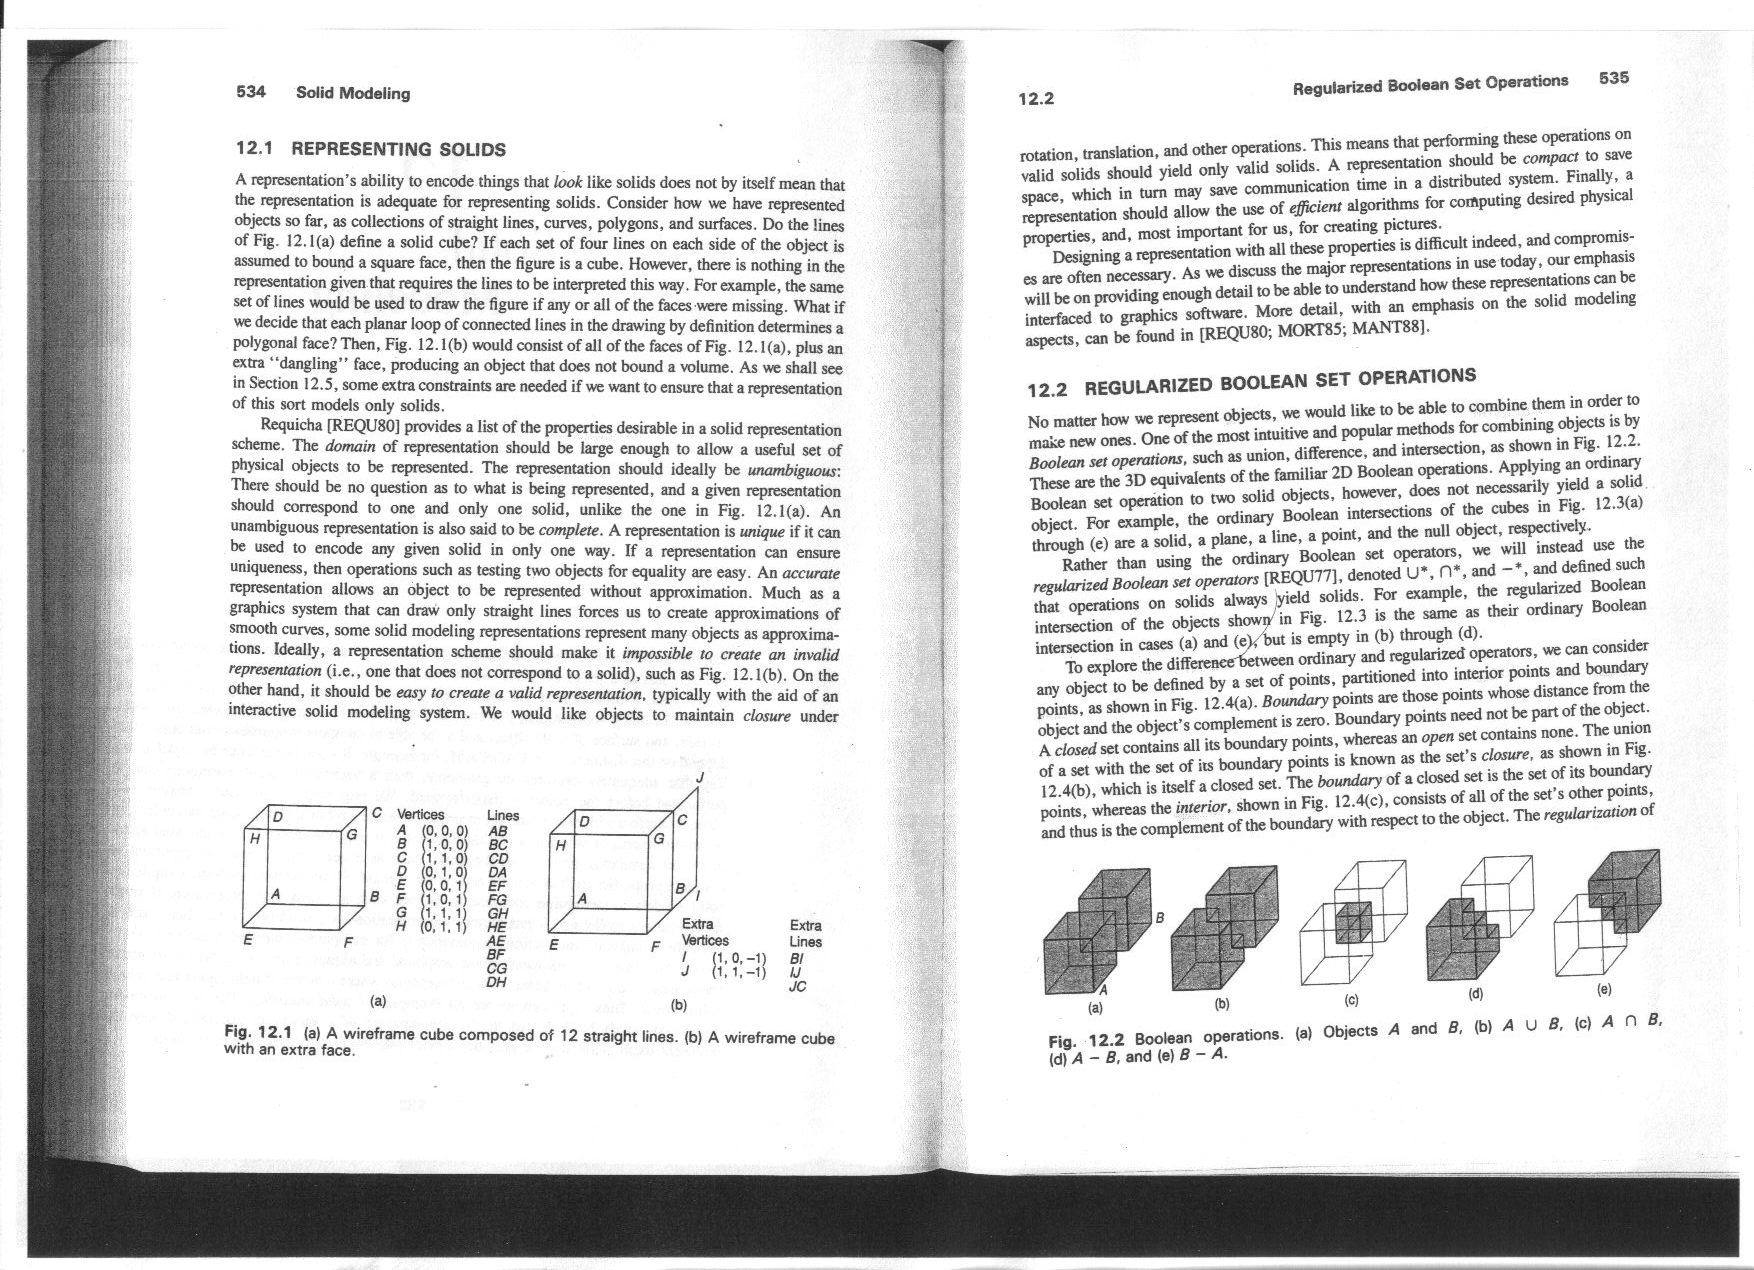 534 Solid Modeling
12.1 REPRESENTING SOLIDS
A representation's ability to encode things that look like solids does not by itself mean that
the representation is adequate for representing solids. Consider how we have represented
objects so far, as collections of straight lines, curves, polygons, and surfaces. Do the lines
of Fig. 12.1(a) define a solid cube? If each set of four lines on each side of the object is
assumed to bound a square face, then the figure is a cube. However, there is nothing in the
representation given that requires the lines to be interpreted this way. For example, the same
set of lines would be used to draw the figure if any or all of the faces were missing. What if
we decide that each planar loop of connected lines in the drawing by definition determines a
polygonal face? Then, Fig. 12.1(b) would consist of all of the faces of Fig. 12.1(a), plus an
extra "dangling" face, producing an object that does not bound a volume. As we shall see
in Section 12.5, some extra constraints are needed if we want to ensure that a representation
of this sort models only solids.
Requicha [REQU80] provides a list of the properties desirable in a solid representation
scheme. The domain of representation should be large enough to allow a useful set of
physical objects to be represented. The representation should ideally be unambiguous:
There should be no question as to what is being represented, and a given representation
should correspond to one and only one solid, unlike the one in Fig. 12.1(a). An
unambiguous representation is also said to be complete. A representation is unique if it can
be used to encode any given solid in only one way. If a representation can ensure
uniqueness, then operations such as testing two objects for equality are easy. An accurate
representation allows an object to be represented without approximation. Much as a
graphics system that can draw only straight lines forces us to create approximations of
smooth curves, some solid modeling representations represent many objects as approxima-
tions. Ideally, a representation scheme should make it impossible to create an invalid
representation (i.e., one that does not correspond to a solid), such as Fig. 12.1(b). On the
other hand, it should be easy to create a valid representation, typically with the aid of an
interactive solid modeling system. We would like objects to maintain closure under
D
C
H
G
A
B
E
F
Vertices Lines
A (0, 0, 0) AB
B (1, 0, 0) BC
C (1, 1, 0) CD
D (0, 1, 0) DA
E (0, 0, 1) EF
F (1, 0, 1) FG
G (1, 1, 1) GH
H (0, 1, 1) HE
AE
BF
CG
DH
(a)
J
D
C
H
G
A
B
I
E
F
Extra Extra
Vertices Lines
I (1, 0, −1) BI
J (1, 1, −1) IJ
JC
(b)
Fig. 12.1 (a) A wireframe cube composed of 12 straight lines. (b) A wireframe cube
with an extra face.
12.2 Regularized Boolean Set Operations 535
rotation, translation, and other operations. This means that performing these operations on
valid solids should yield only valid solids. A representation should be compact to save
space, which in turn may save communication time in a distributed system. Finally, a
representation should allow the use of efficient algorithms for computing desired physical
properties, and, most important for us, for creating pictures.
Designing a representation with all these properties is difficult indeed, and compromis-
es are often necessary. As we discuss the major representations in use today, our emphasis
will be on providing enough detail to be able to understand how these representations can be
interfaced to graphics software. More detail, with an emphasis on the solid modeling
aspects, can be found in [REQU80; MORT85; MANT88].
12.2 REGULARIZED BOOLEAN SET OPERATIONS
No matter how we represent objects, we would like to be able to combine them in order to
make new ones. One of the most intuitive and popular methods for combining objects is by
Boolean set operations, such as union, difference, and intersection, as shown in Fig. 12.2.
These are the 3D equivalents of the familiar 2D Boolean operations. Applying an ordinary
Boolean set operation to two solid objects, however, does not necessarily yield a solid
object. For example, the ordinary Boolean intersections of the cubes in Fig. 12.3(a)
through (e) are a solid, a plane, a line, a point, and the null object, respectively.
Rather than using the ordinary Boolean set operators, we will instead use the
regularized Boolean set operators [REQU77], denoted ∪*, ∩*, and −*, and defined such
that operations on solids always yield solids. For example, the regularized Boolean
intersection of the objects shown in Fig. 12.3 is the same as their ordinary Boolean
intersection in cases (a) and (e), but is empty in (b) through (d).
To explore the difference between ordinary and regularized operators, we can consider
any object to be defined by a set of points, partitioned into interior points and boundary
points, as shown in Fig. 12.4(a). Boundary points are those points whose distance from the
object and the object's complement is zero. Boundary points need not be part of the object.
A closed set contains all its boundary points, whereas an open set contains none. The union
of a set with the set of its boundary points is known as the set's closure, as shown in Fig.
12.4(b), which is itself a closed set. The boundary of a closed set is the set of its boundary
points, whereas the interior, shown in Fig. 12.4(c), consists of all of the set's other points,
and thus is the complement of the boundary with respect to the object. The regularization of
B
A
(a) (b) (c) (d) (e)
Fig. 12.2 Boolean operations. (a) Objects A and B, (b) A ∪ B, (c) A ∩ B,
(d) A − B, and (e) B − A.